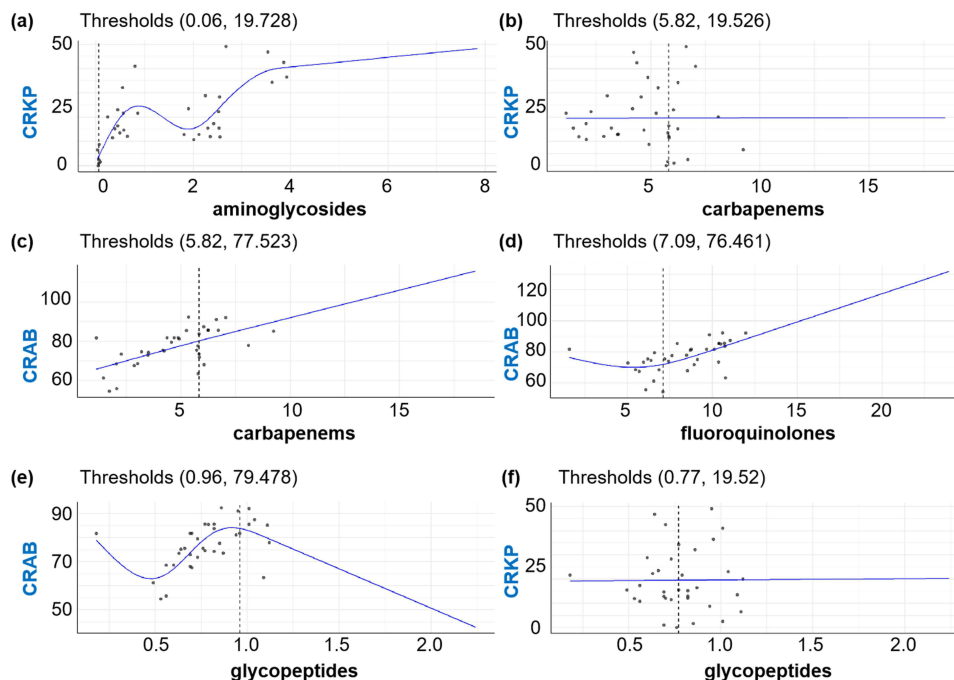 (a) Thresholds (0.06, 19.728)
50
25
0
CRKP
0 2 4 6 8
aminoglycosides
(b) Thresholds (5.82, 19.526)
50
25
0
CRKP
5 10 15
carbapenems
(c) Thresholds (5.82, 77.523)
100
80
60
CRAB
5 10 15
carbapenems
(d) Thresholds (7.09, 76.461)
120
100
80
60
CRAB
5 10 15 20
fluoroquinolones
(e) Thresholds (0.96, 79.478)
90
70
50
CRAB
0.5 1.0 1.5 2.0
glycopeptides
(f) Thresholds (0.77, 19.52)
50
25
0
CRKP
0.5 1.0 1.5 2.0
glycopeptides